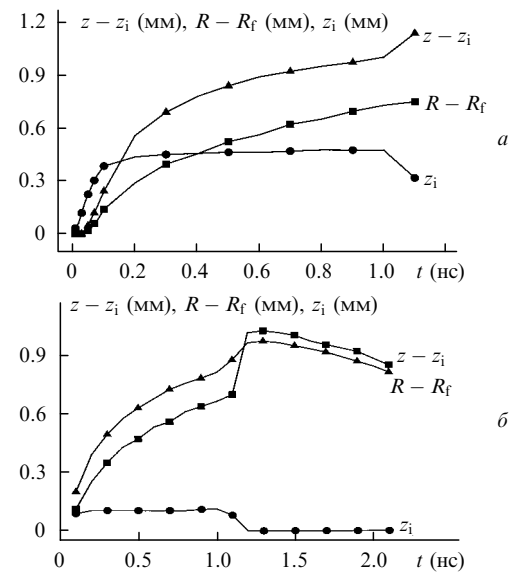 z − zᵢ (мм), R − R_f (мм), zᵢ (мм)
1.2
z − zᵢ
0.9
R − R_f
0.6
а
0.3
zᵢ
0
0 0.2 0.4 0.6 0.8 1.0 t (нс)
z − zᵢ (мм), R − R_f (мм), zᵢ (мм)
0.9
z − zᵢ
R − R_f
0.6
б
0.3
0
zᵢ
0 0.5 1.0 1.5 2.0 t (нс)